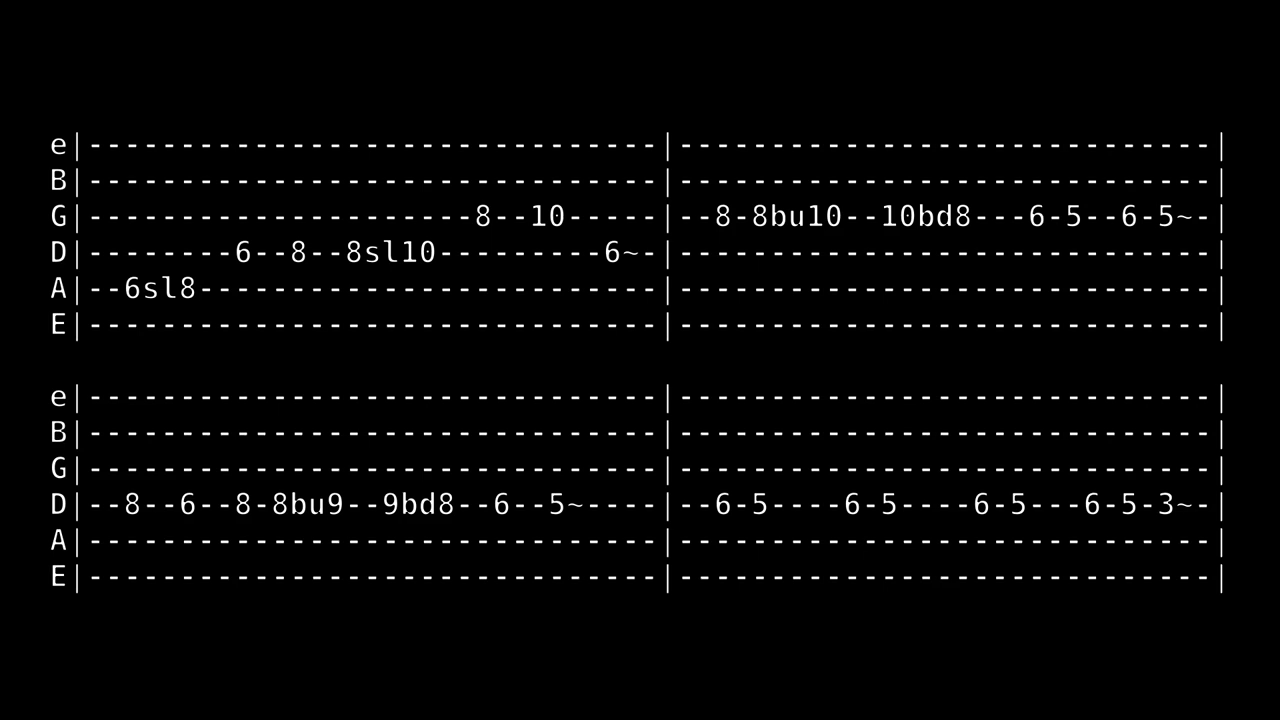 e|-------------------------------|-----------------------------|
B|-------------------------------|-----------------------------|
G|---------------------8--10-----|--8-8bu10--10bd8---6-5--6-5~-|
D|--------6--8--8sl10---------6~-|-----------------------------|
A|--6sl8-------------------------|-----------------------------|
E|-------------------------------|-----------------------------|
e|-------------------------------|-----------------------------|
B|-------------------------------|-----------------------------|
G|-------------------------------|-----------------------------|
D|--8--6--8-8bu9--9bd8--6--5~----|--6-5----6-5----6-5---6-5-3~-|
A|-------------------------------|-----------------------------|
E|-------------------------------|-----------------------------|